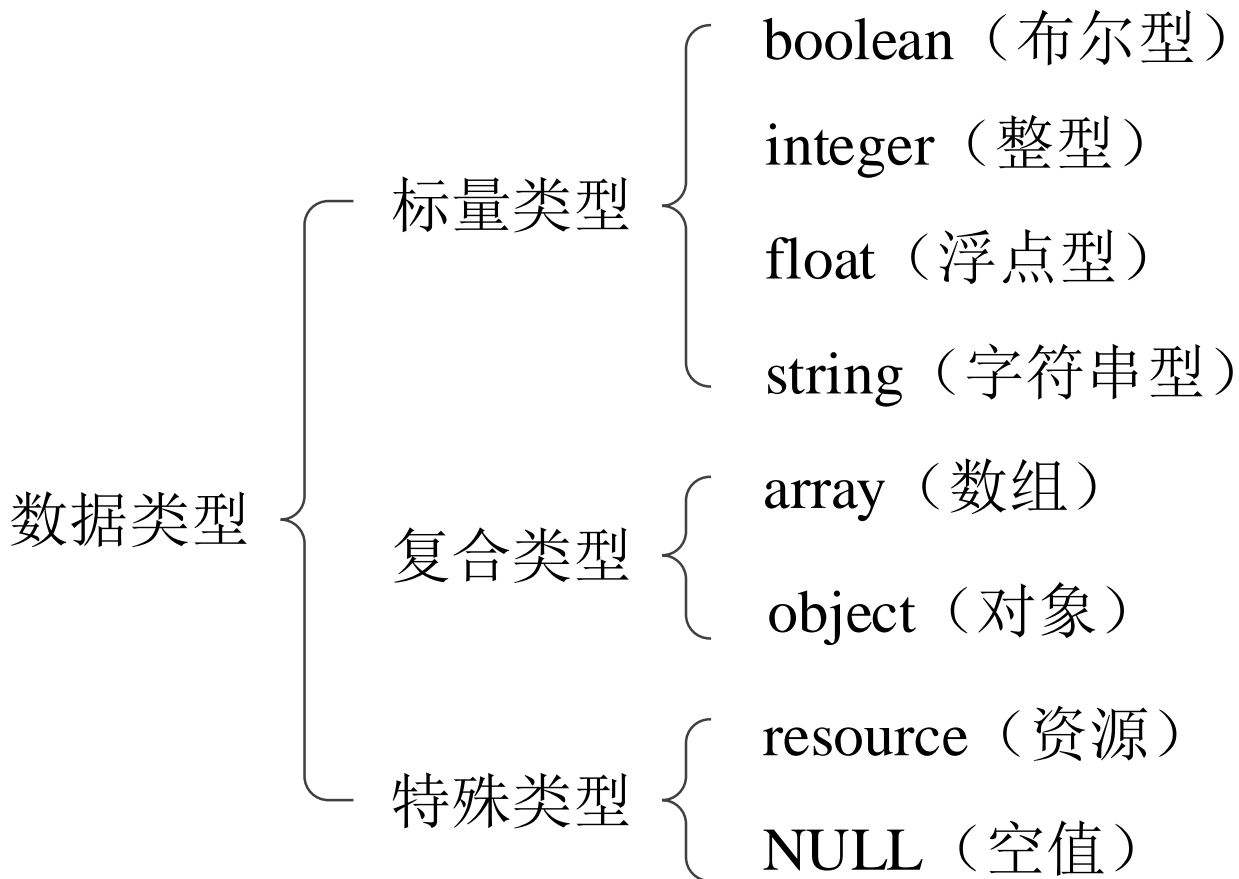 数据类型
标量类型
boolean（布尔型）
integer（整型）
float（浮点型）
string（字符串型）
复合类型
array（数组）
object（对象）
特殊类型
resource（资源）
NULL（空值）